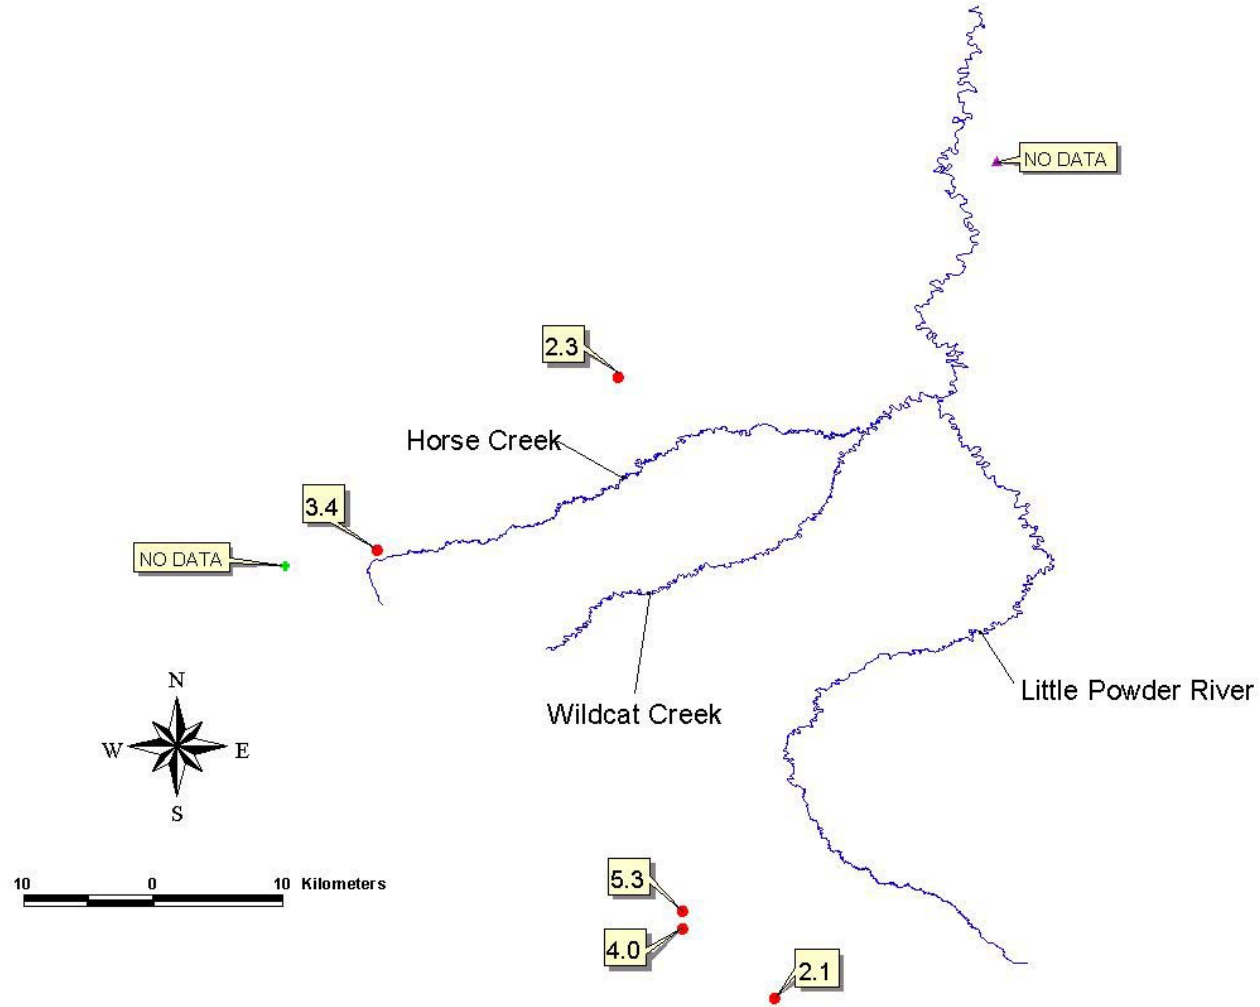 NO DATA
2.3
Horse Creek
3.4
NO DATA
N
W E
S
Wildcat Creek
Little Powder River
10 0 10 Kilometers
5.3
4.0
2.1